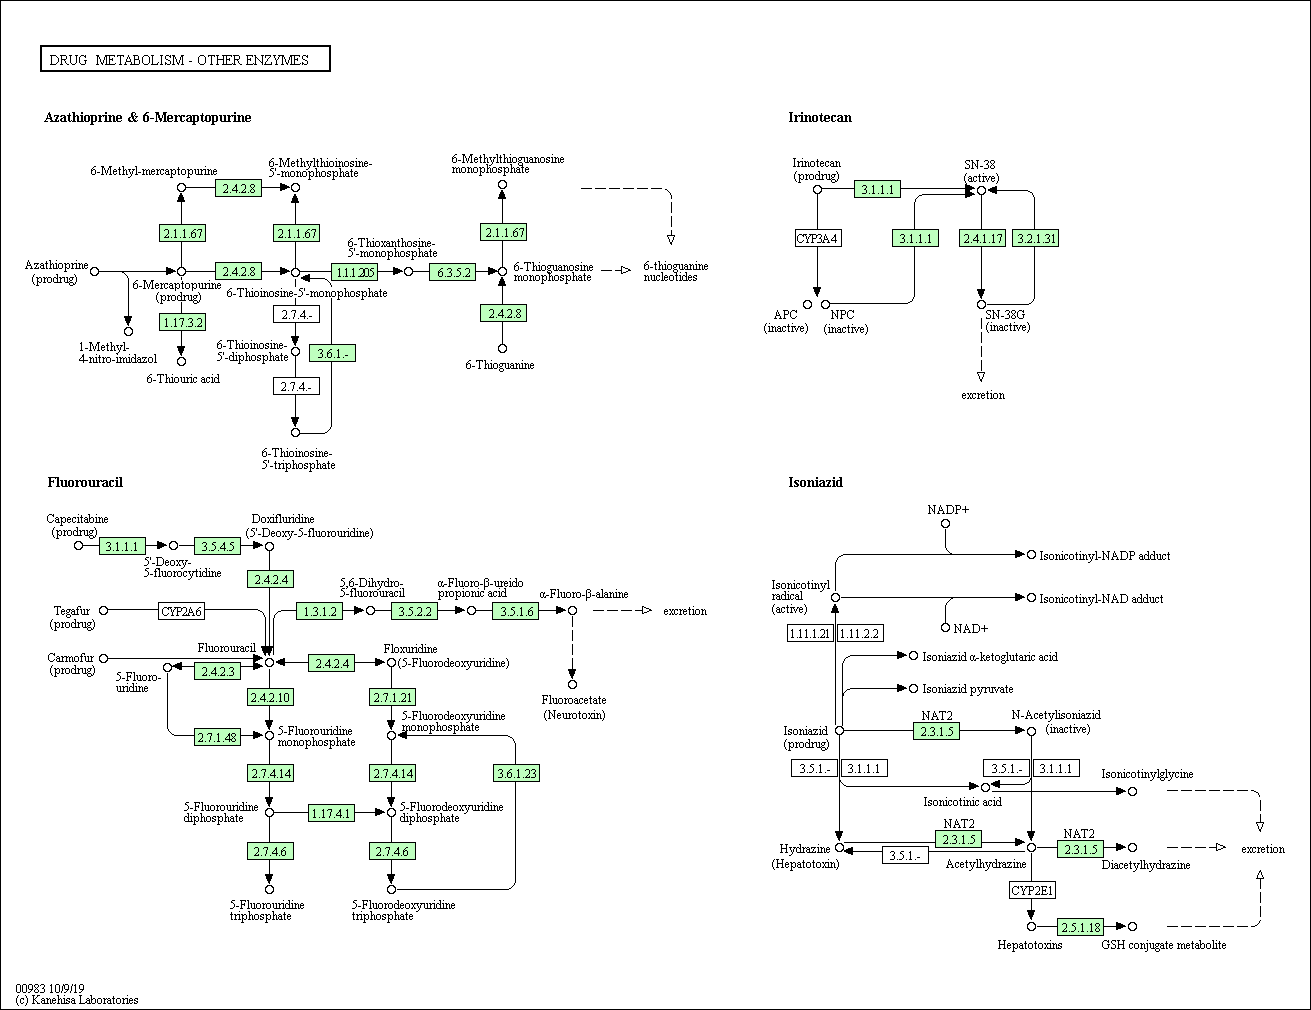 DRUG METABOLISM - OTHER ENZYMES
Azathioprine & 6-Mercaptopurine
6-Methyl-mercaptopurine
2.4.2.8
6-Methylthioinosine-
5'-monophosphate
6-Methylthioguanosine
monophosphate
2.1.1.67
2.1.1.67
2.1.1.67
6-Thioxanthosine-
5'-monophosphate
Azathioprine
(prodrug)
2.4.2.8
1.1.1.205
6.3.5.2
6-Thioguanosine
monophosphate
6-thioguanine
nucleotides
6-Mercaptopurine
(prodrug)
6-Thioinosine-5'-monophosphate
1.17.3.2
2.7.4.-
2.4.2.8
1-Methyl-
4-nitro-imidazol
6-Thioinosine-
5'-diphosphate
3.6.1.-
6-Thioguanine
6-Thiouric acid
2.7.4.-
6-Thioinosine-
5'-triphosphate
Irinotecan
Irinotecan
(prodrug)
3.1.1.1
SN-38
(active)
CYP3A4
3.1.1.1
2.4.1.17
3.2.1.31
APC
(inactive)
NPC
(inactive)
SN-38G
(inactive)
excretion
Fluorouracil
Capecitabine
(prodrug)
3.1.1.1
3.5.4.5
Doxifluridine
(5'-Deoxy-5-fluorouridine)
5'-Deoxy-
5-fluorocytidine
2.4.2.4
Tegafur
(prodrug)
CYP2A6
1.3.1.2
5,6-Dihydro-
5-fluorouracil
3.5.2.2
α-Fluoro-β-ureido
propionic acid
3.5.1.6
α-Fluoro-β-alanine
excretion
Carmofur
(prodrug)
Fluorouracil
2.4.2.4
Floxuridine
(5-Fluorodeoxyuridine)
5-Fluoro-
uridine
2.4.2.3
2.4.2.10
2.7.1.21
Fluoroacetate
(Neurotoxin)
2.7.1.48
5-Fluorouridine
monophosphate
5-Fluorodeoxyuridine
monophosphate
2.7.4.14
2.7.4.14
3.6.1.23
5-Fluorouridine
diphosphate
1.17.4.1
5-Fluorodeoxyuridine
diphosphate
2.7.4.6
2.7.4.6
5-Fluorouridine
triphosphate
5-Fluorodeoxyuridine
triphosphate
Isoniazid
NADP+
Isonicotinyl-NADP adduct
Isonicotinyl
radical
(active)
Isonicotinyl-NAD adduct
NAD+
1.11.1.21
1.11.2.2
Isoniazid α-ketoglutaric acid
Isoniazid pyruvate
Isoniazid
(prodrug)
NAT2
2.3.1.5
N-Acetylisoniazid
(inactive)
3.5.1.-
3.1.1.1
3.5.1.-
3.1.1.1
Isonicotinic acid
Isonicotinylglycine
Hydrazine
(Hepatotoxin)
NAT2
2.3.1.5
3.5.1.-
Acetylhydrazine
NAT2
2.3.1.5
Diacetylhydrazine
excretion
CYP2E1
Hepatotoxins
2.5.1.18
GSH conjugate metabolite
00983 10/9/19
(c) Kanehisa Laboratories